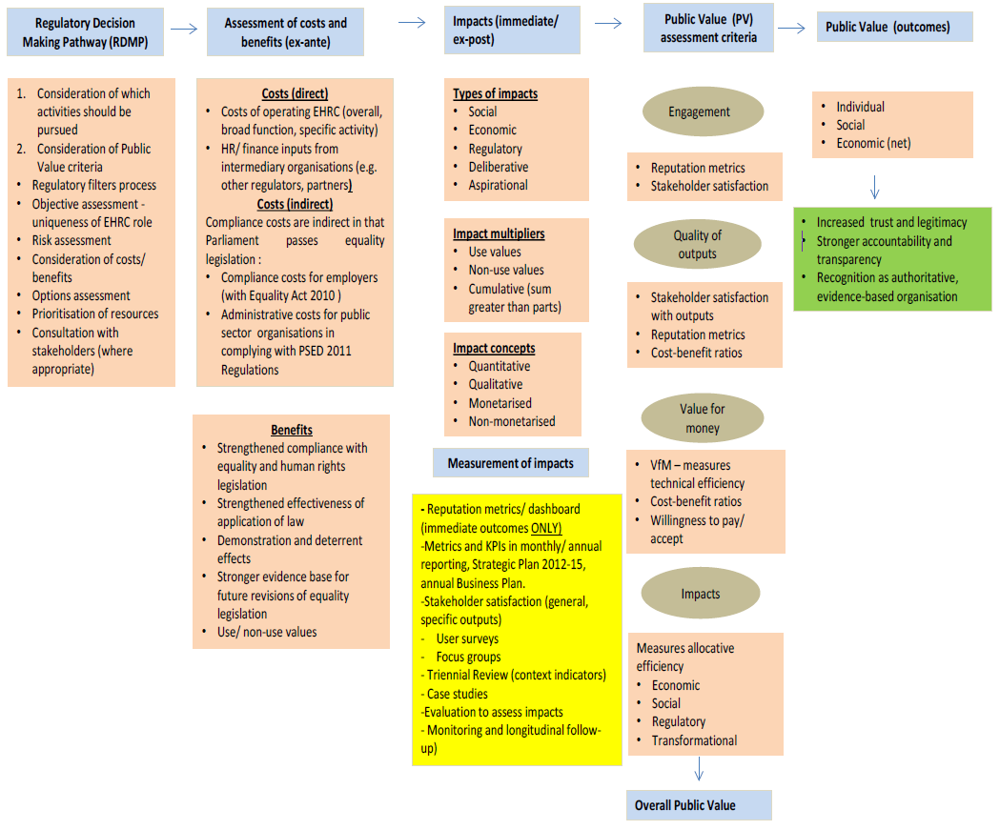 Regulatory Decision
Making Pathway (RDMP)
1. Consideration of which
activities should be
pursued
2. Consideration of Public
Value criteria
• Regulatory filters process
• Objective assessment -
uniqueness of EHRC role
• Risk assessment
• Consideration of costs/
benefits
• Options assessment
• Prioritisation of resources
• Consultation with
stakeholders (where
appropriate)
Assessment of costs and
benefits (ex-ante)
Costs (direct)
• Costs of operating EHRC (overall,
broad function, specific activity)
• HR/ finance inputs from
intermediary organisations (e.g.
other regulators, partners)
Costs (indirect)
Compliance costs are indirect in that
Parliament passes equality
legislation :
• Compliance costs for employers
(with Equality Act 2010 )
• Administrative costs for public
sector organisations in
complying with PSED 2011
Regulations
Benefits
• Strengthened compliance with
equality and human rights
legislation
• Strengthened effectiveness of
application of law
• Demonstration and deterrent
effects
• Stronger evidence base for
future revisions of equality
legislation
• Use/ non-use values
Impacts (immediate/
ex-post)
Types of impacts
• Social
• Economic
• Regulatory
• Deliberative
• Aspirational
Impact multipliers
• Use values
• Non-use values
• Cumulative (sum
greater than parts)
Impact concepts
• Quantitative
• Qualitative
• Monetarised
• Non-monetarised
Measurement of impacts
- Reputation metrics/ dashboard
(immediate outcomes ONLY)
-Metrics and KPIs in monthly/ annual
reporting, Strategic Plan 2012-15,
annual Business Plan.
-Stakeholder satisfaction (general,
specific outputs)
- User surveys
- Focus groups
- Triennial Review (context indicators)
- Case studies
-Evaluation to assess impacts
- Monitoring and longitudinal follow-
up)
Public Value (PV)
assessment criteria
Engagement
• Reputation metrics
• Stakeholder satisfaction
Quality of
outputs
• Stakeholder satisfaction
with outputs
• Reputation metrics
• Cost-benefit ratios
Value for
money
• VfM – measures
technical efficiency
• Cost-benefit ratios
• Willingness to pay/
accept
Impacts
Measures allocative
efficiency
• Economic
• Social
• Regulatory
• Transformational
Overall Public Value
Public Value (outcomes)
• Individual
• Social
• Economic (net)
• Increased trust and legitimacy
• Stronger accountability and
transparency
• Recognition as authoritative,
evidence-based organisation